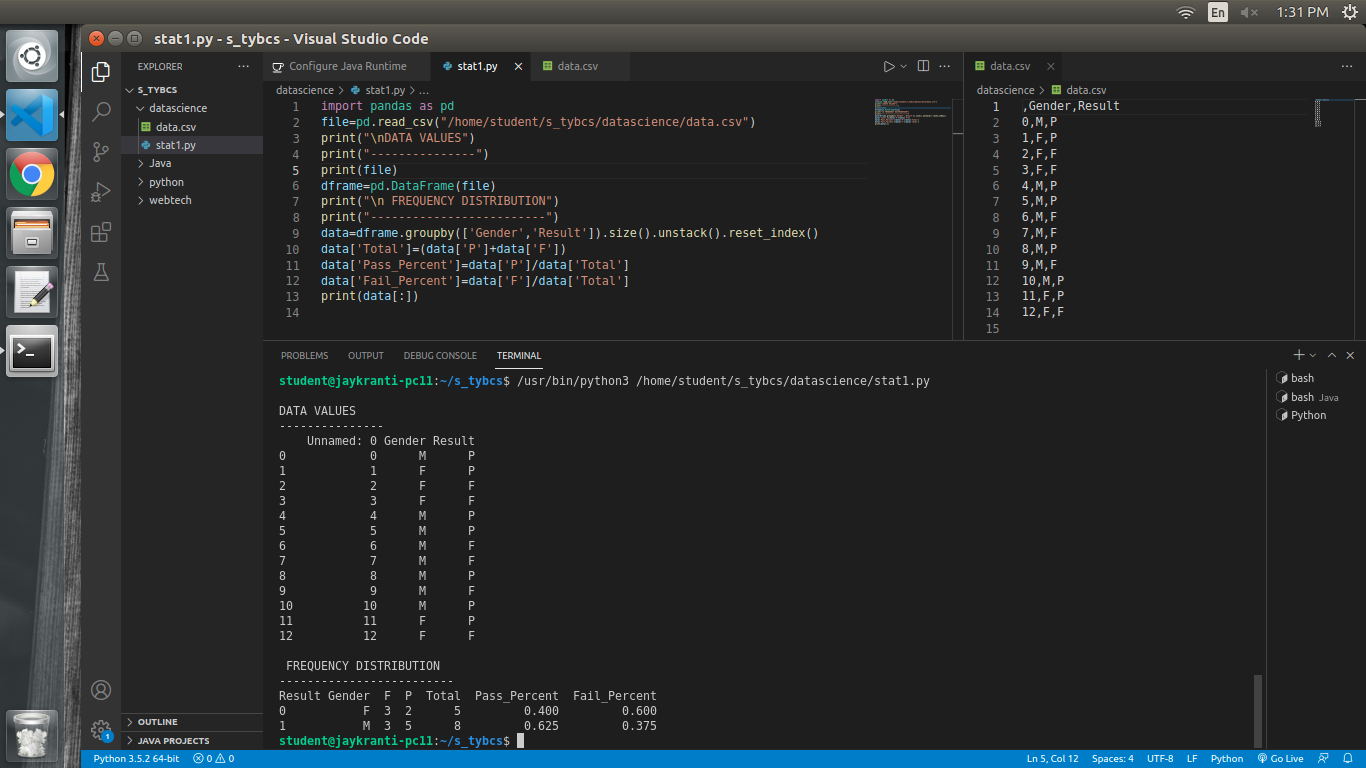 En 1:31 PM
stat1.py - s_tybcs - Visual Studio Code
EXPLORER ···
S_TYBCS
datascience
data.csv
stat1.py
Java
python
webtech
OUTLINE
JAVA PROJECTS
Configure Java Runtime stat1.py data.csv
datascience > stat1.py > ...
1 import pandas as pd
2 file=pd.read_csv("/home/student/s_tybcs/datascience/data.csv")
3 print("\nDATA VALUES")
4 print("---------------")
5 print(file)
6 dframe=pd.DataFrame(file)
7 print("\n FREQUENCY DISTRIBUTION")
8 print("-------------------------")
9 data=dframe.groupby(['Gender','Result']).size().unstack().reset_index()
10 data['Total']=(data['P']+data['F'])
11 data['Pass_Percent']=data['P']/data['Total']
12 data['Fail_Percent']=data['F']/data['Total']
13 print(data[:])
14
data.csv
datascience > data.csv
1 ,Gender,Result
2 0,M,P
3 1,F,P
4 2,F,F
5 3,F,F
6 4,M,P
7 5,M,P
8 6,M,F
9 7,M,F
10 8,M,P
11 9,M,F
12 10,M,P
13 11,F,P
14 12,F,F
15
PROBLEMS OUTPUT DEBUG CONSOLE TERMINAL
student@jaykranti-pc11:~/s_tybcs$ /usr/bin/python3 /home/student/s_tybcs/datascience/stat1.py
DATA VALUES
---------------
Unnamed: 0 Gender Result
0 0 M P
1 1 F P
2 2 F F
3 3 F F
4 4 M P
5 5 M P
6 6 M F
7 7 M F
8 8 M P
9 9 M F
10 10 M P
11 11 F P
12 12 F F
FREQUENCY DISTRIBUTION
-------------------------
Result Gender F P Total Pass_Percent Fail_Percent
0 F 3 2 5 0.400 0.600
1 M 3 5 8 0.625 0.375
student@jaykranti-pc11:~/s_tybcs$
bash
bash Java
Python
1
Python 3.5.2 64-bit 0 0 Ln 5, Col 12 Spaces: 4 UTF-8 LF Python Go Live